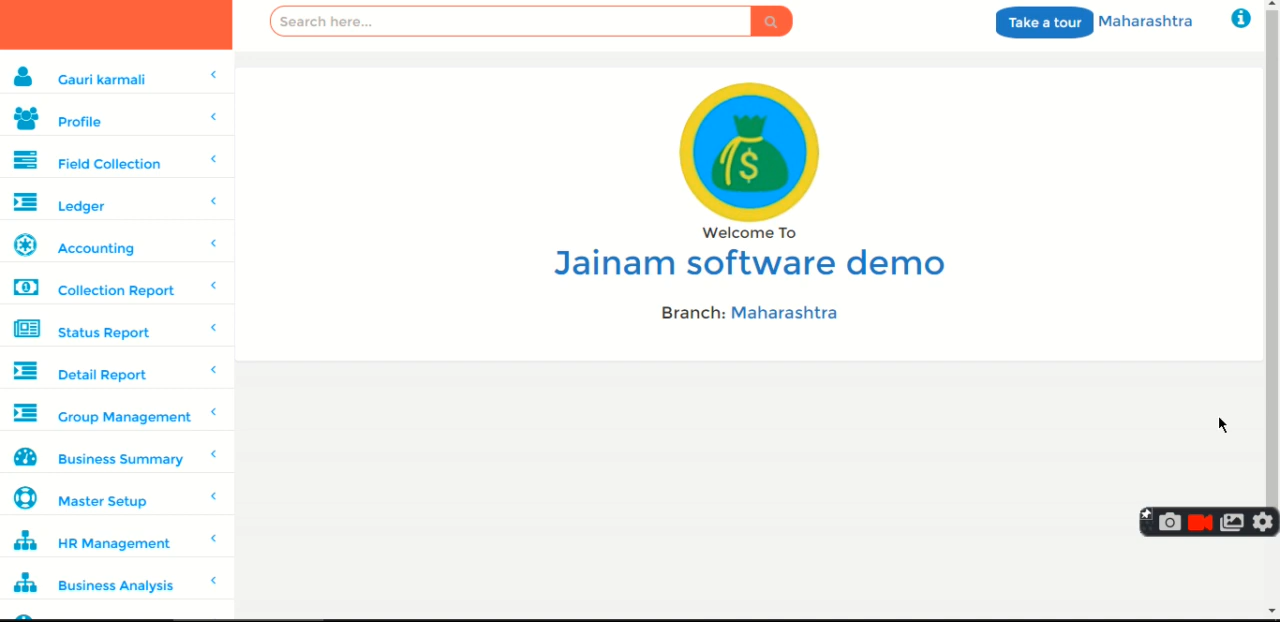 Search here...
Take a tour
Maharashtra
Gauri karmali
Profile
Field Collection
Ledger
Accounting
Collection Report
Status Report
Detail Report
Group Management
Business Summary
Master Setup
HR Management
Business Analysis
$
Welcome To
Jainam software demo
Branch: Maharashtra